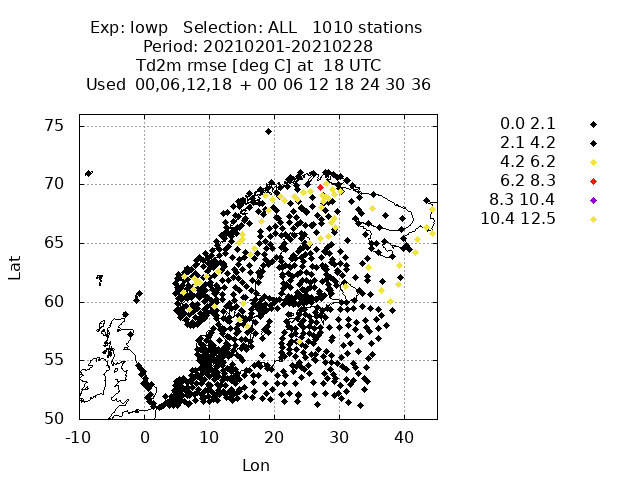 Exp: lowp   Selection: ALL   1010 stations
Period: 20210201-20210228
Td2m rmse [deg C] at  18 UTC
Used  00,06,12,18 + 00 06 12 18 24 30 36
0.0 2.1
2.1 4.2
4.2 6.2
6.2 8.3
8.3 10.4
10.4 12.5
75
70
65
60
55
50
Lat
-10 0 10 20 30 40
Lon